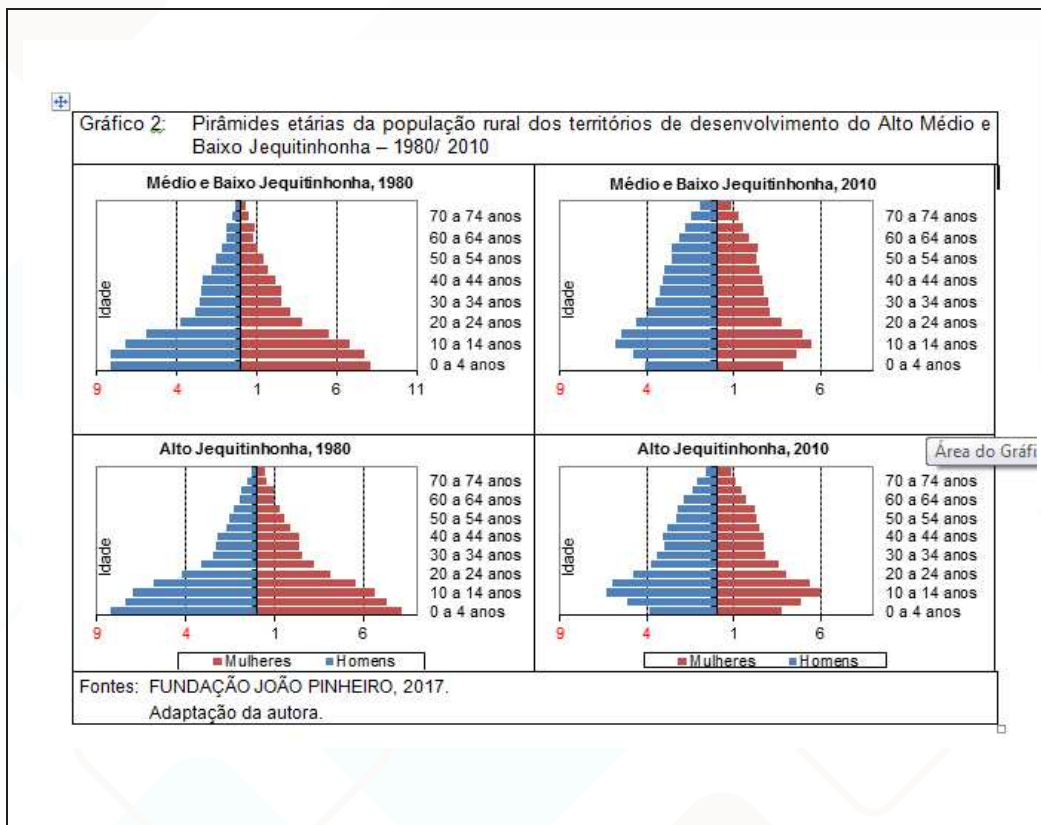 Gráfico 2: Pirâmides etárias da população rural dos territórios de desenvolvimento do Alto Médio e
Baixo Jequitinhonha – 1980/ 2010
Médio e Baixo Jequitinhonha, 1980
70 a 74 anos
60 a 64 anos
50 a 54 anos
40 a 44 anos
30 a 34 anos
20 a 24 anos
10 a 14 anos
0 a 4 anos
Idade
9 4 1 6 11
Médio e Baixo Jequitinhonha, 2010
70 a 74 anos
60 a 64 anos
50 a 54 anos
40 a 44 anos
30 a 34 anos
20 a 24 anos
10 a 14 anos
0 a 4 anos
Idade
9 4 1 6
Alto Jequitinhonha, 1980
70 a 74 anos
60 a 64 anos
50 a 54 anos
40 a 44 anos
30 a 34 anos
20 a 24 anos
10 a 14 anos
0 a 4 anos
Idade
9 4 1 6
Mulheres Homens
Alto Jequitinhonha, 2010
Área do Gráfi
70 a 74 anos
60 a 64 anos
50 a 54 anos
40 a 44 anos
30 a 34 anos
20 a 24 anos
10 a 14 anos
0 a 4 anos
Idade
9 4 1 6
Mulheres Homens
Fontes: FUNDAÇÃO JOÃO PINHEIRO, 2017.
Adaptação da autora.